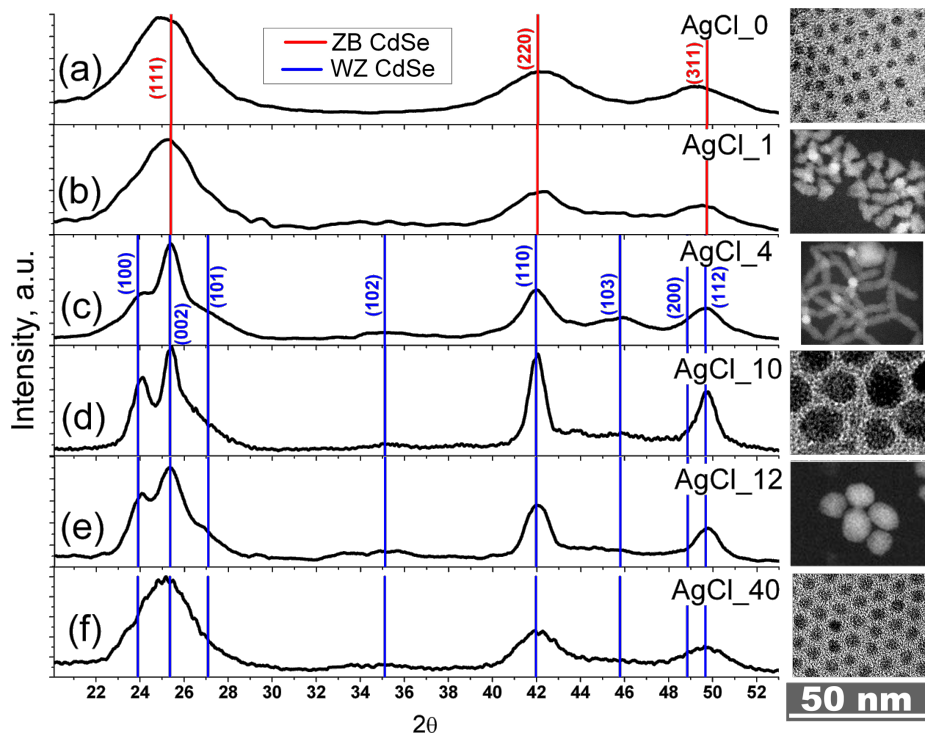 ZB CdSe
WZ CdSe
(a)
(111)
(220)
(311)
AgCl_0
(b)
AgCl_1
(c)
(100)
(002)
(101)
(102)
(110)
(103)
(200)
(112)
AgCl_4
(d)
AgCl_10
(e)
AgCl_12
(f)
AgCl_40
Intensity, a.u.
22 24 26 28 30 32 34 36 38 40 42 44 46 48 50 52
2θ
50 nm